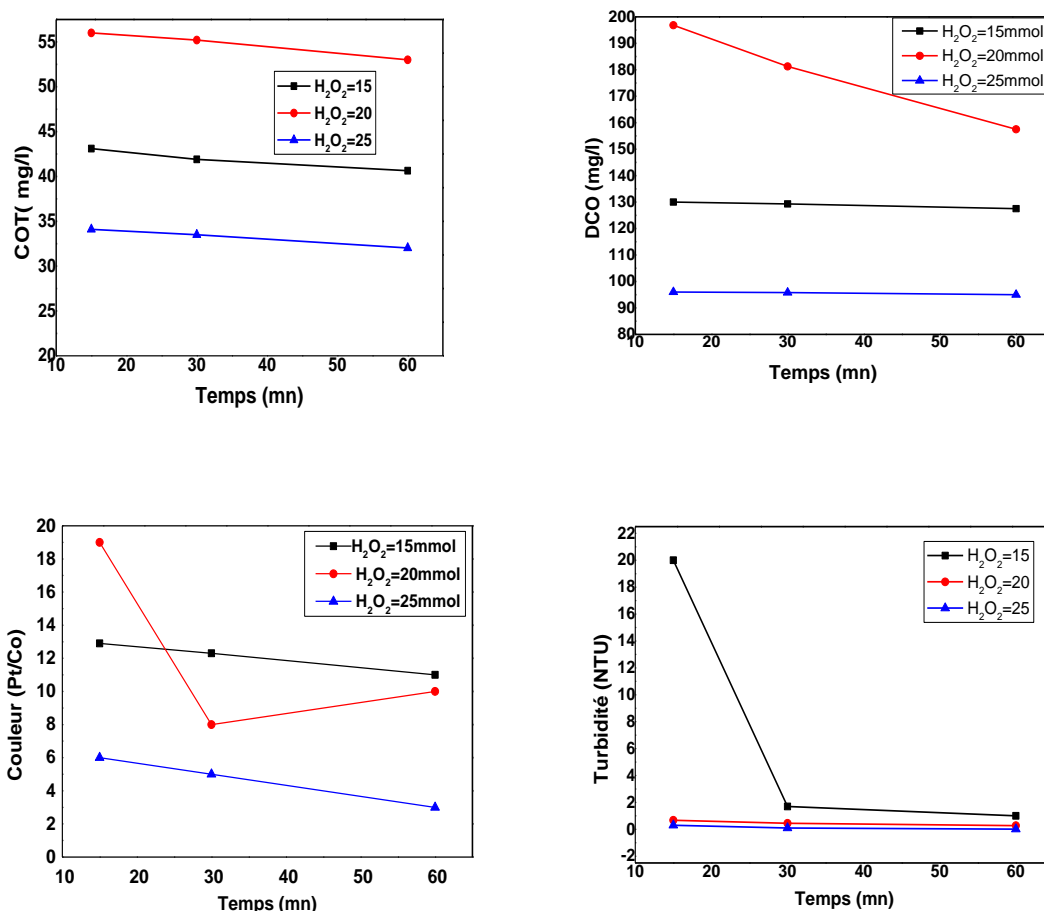 55
50
45
40
35
30
25
20
COT( mg/l)
H₂O₂=15
H₂O₂=20
H₂O₂=25
10 20 30 40 50 60
Temps (mn)
200
190
180
170
160
150
140
130
120
110
100
90
80
DCO (mg/l)
H₂O₂=15mmol
H₂O₂=20mmol
H₂O₂=25mmol
10 20 30 40 50 60
Temps (mn)
20
18
16
14
12
10
8
6
4
2
0
Couleur (Pt/Co)
H₂O₂=15mmol
H₂O₂=20mmol
H₂O₂=25mmol
10 20 30 40 50 60
Temps (mn)
22
20
18
16
14
12
10
8
6
4
2
0
-2
Turbidité (NTU)
H₂O₂=15
H₂O₂=20
H₂O₂=25
10 20 30 40 50 60
Temps (mn)